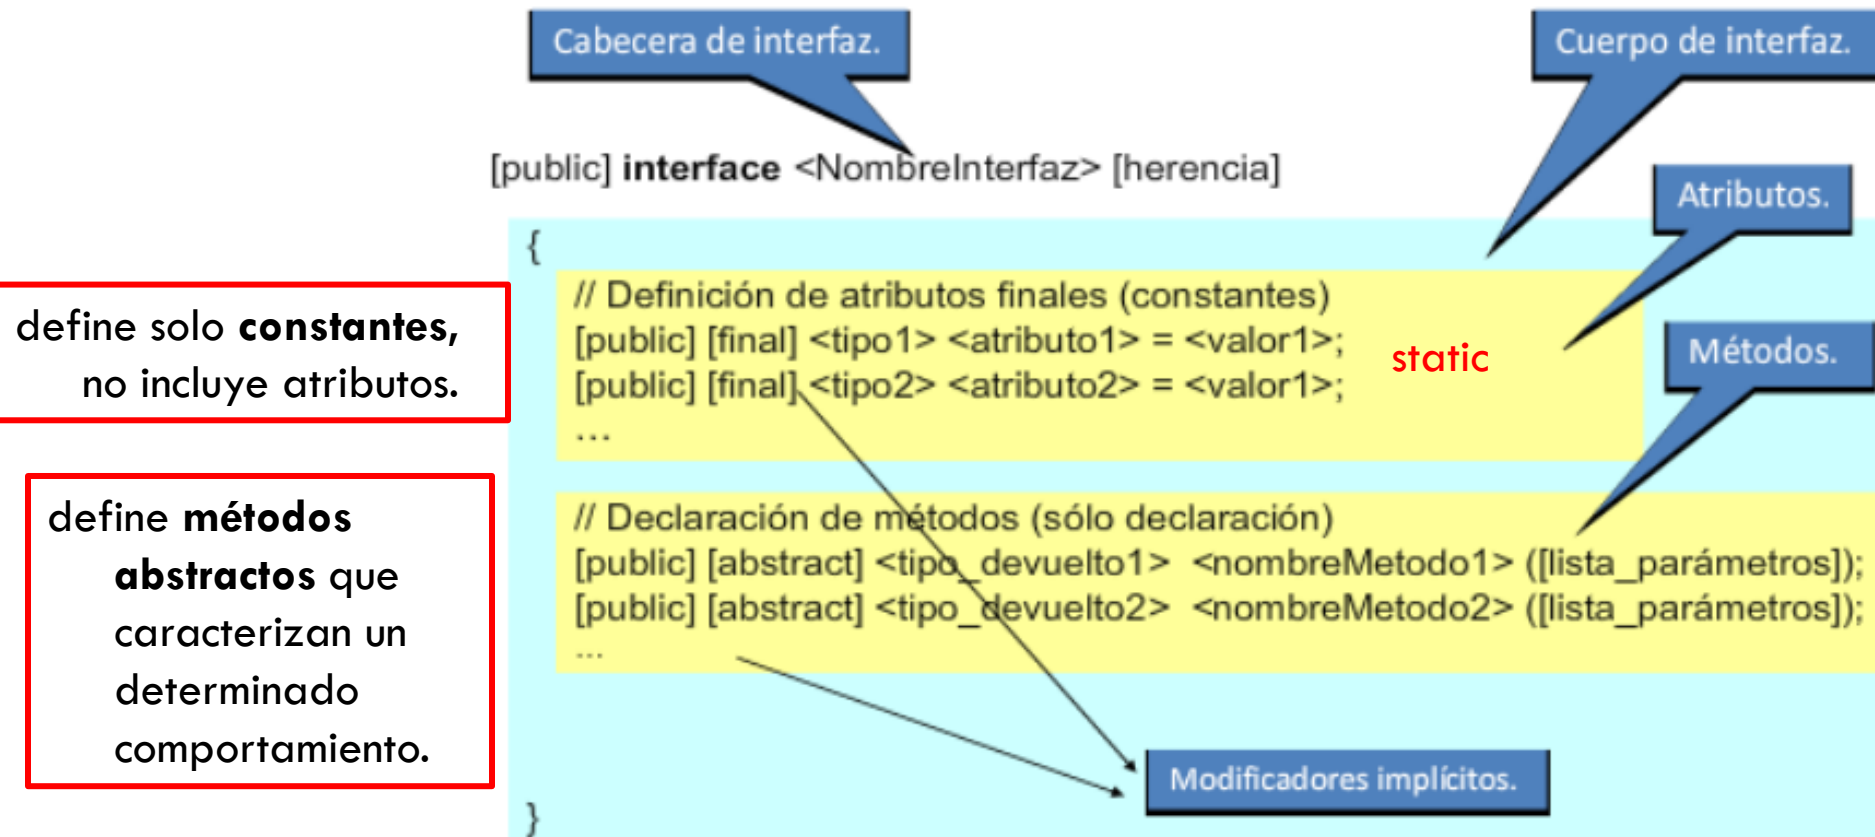 Cabecera de interfaz.
Cuerpo de interfaz.
[public] interface <NombreInterfaz> [herencia]
Atributos.
{
// Definición de atributos finales (constantes)
[public] [final] <tipo1> <atributo1> = <valor1>;
[public] [final] <tipo2> <atributo2> = <valor1>;
...
static
Métodos.
define solo constantes,
no incluye atributos.
// Declaración de métodos (sólo declaración)
[public] [abstract] <tipo_devuelto1> <nombreMetodo1> ([lista_parámetros]);
[public] [abstract] <tipo_devuelto2> <nombreMetodo2> ([lista_parámetros]);
...
define métodos
abstractos que
caracterizan un
determinado
comportamiento.
Modificadores implícitos.
}